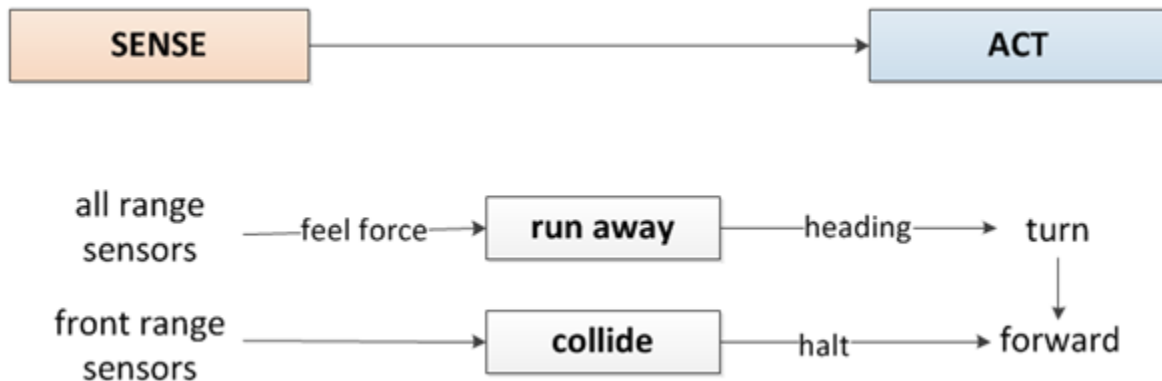 SENSE
ACT
all range
sensors
feel force
run away
heading
turn
front range
sensors
collide
halt
forward